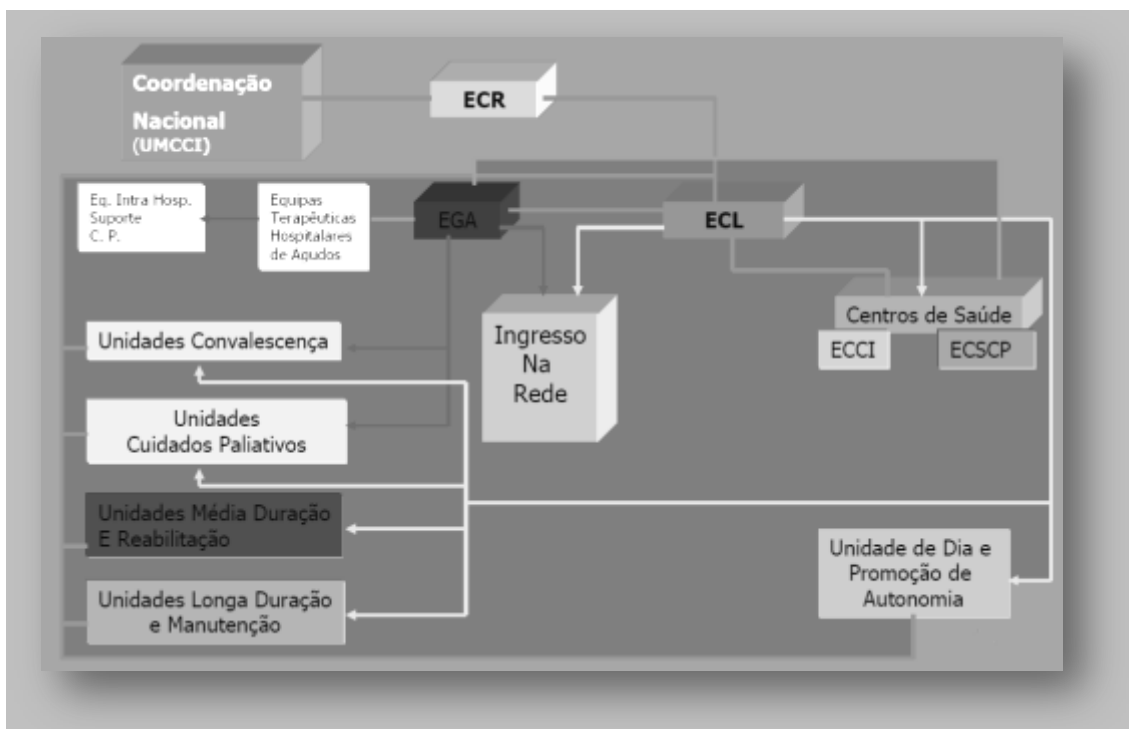 Coordenação
Nacional
(UMCCI)
ECR
Eq. Intra Hosp.
Suporte
C. P.
Equipas
Terapêuticas
Hospitalares
de Agudos
EGA
ECL
Ingresso
Na
Rede
Centros de Saúde
ECCI
ECSCP
Unidades Convalescença
Unidades
Cuidados Paliativos
Unidades Média Duração
E Reabilitação
Unidades Longa Duração
e Manutenção
Unidade de Dia e
Promoção de
Autonomia